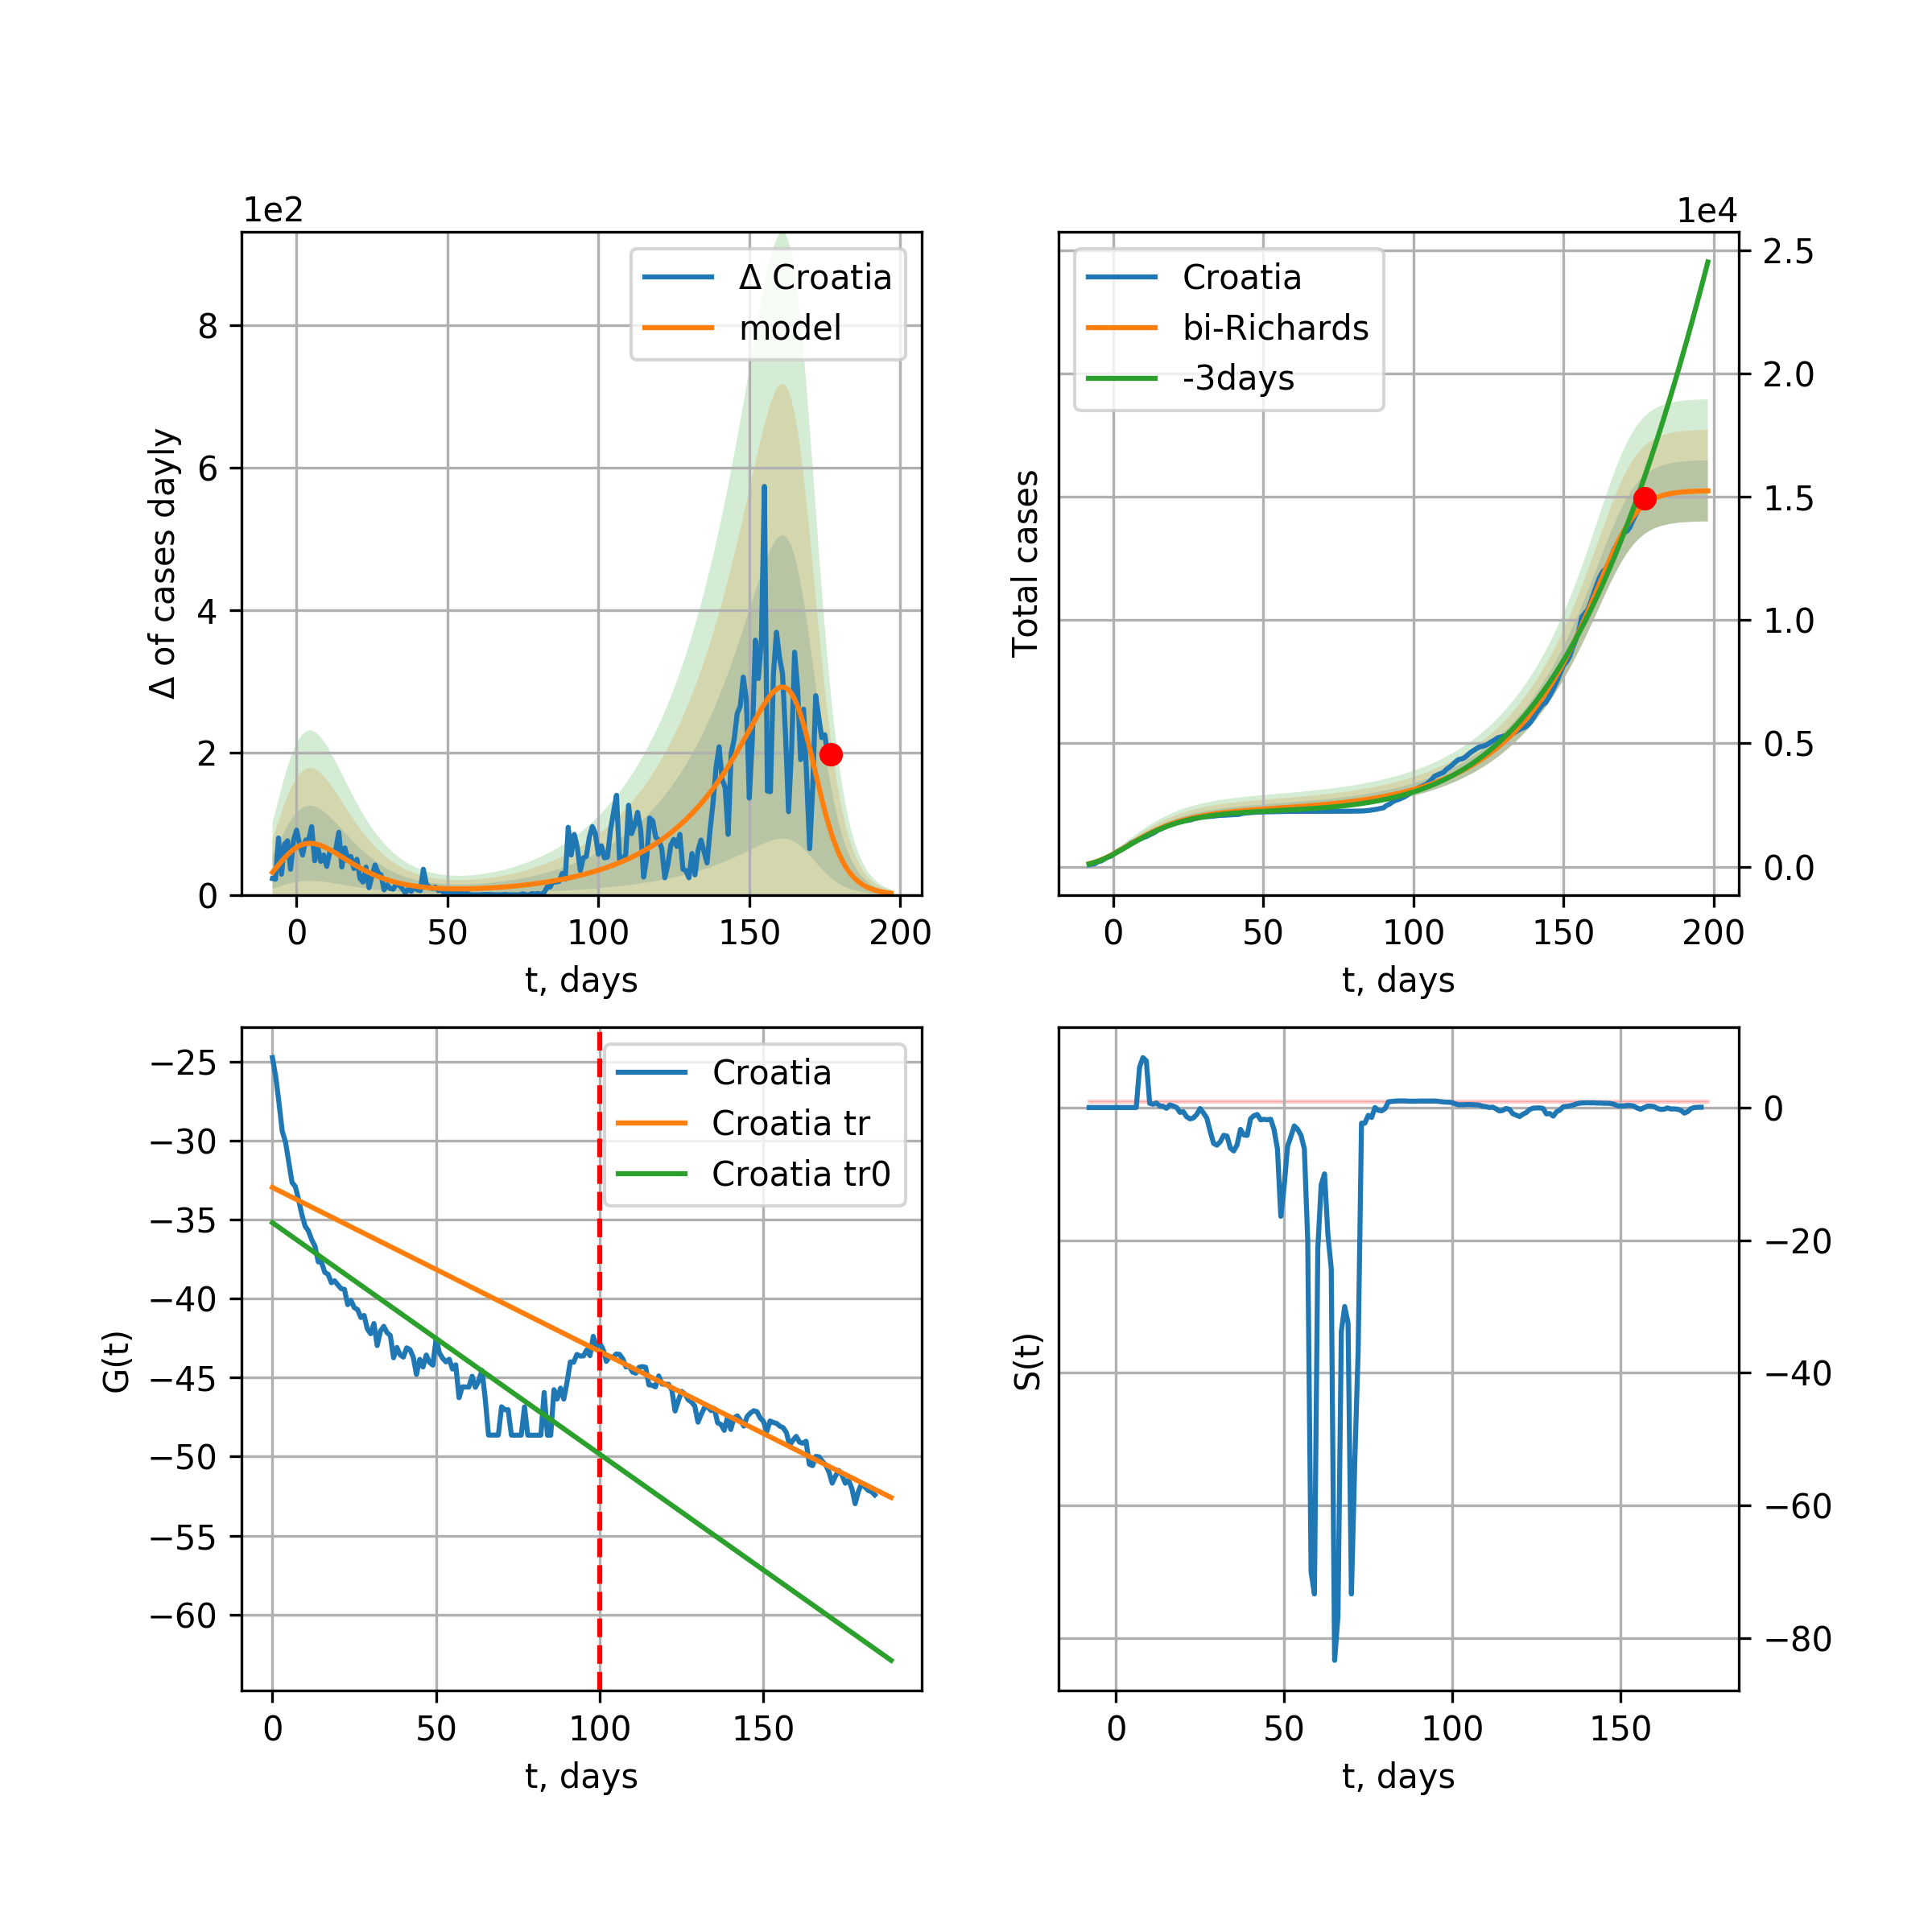 1e2
Δ of cases dayly
8
6
4
2
0
0 50 100 150 200
t, days
Δ Croatia
model
1e4
Total cases
2.5
2.0
1.5
1.0
0.5
0.0
0 50 100 150 200
t, days
Croatia
bi-Richards
-3days
G(t)
−25
−30
−35
−40
−45
−50
−55
−60
0 50 100 150
t, days
Croatia
Croatia tr
Croatia tr0
S(t)
0
−20
−40
−60
−80
0 50 100 150
t, days